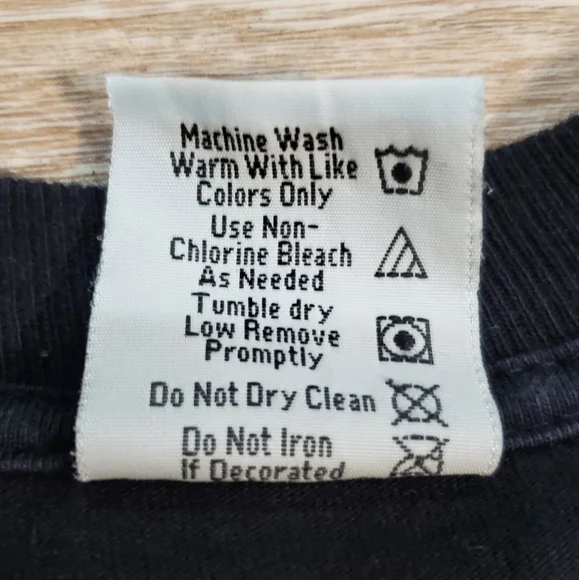 Machine Wash
Warm With Like
Colors Only
Use Non-
Chlorine Bleach
As Needed
Tumble dry
Low Remove
Promptly
Do Not Dry Clean
Do Not Iron
If Decorated